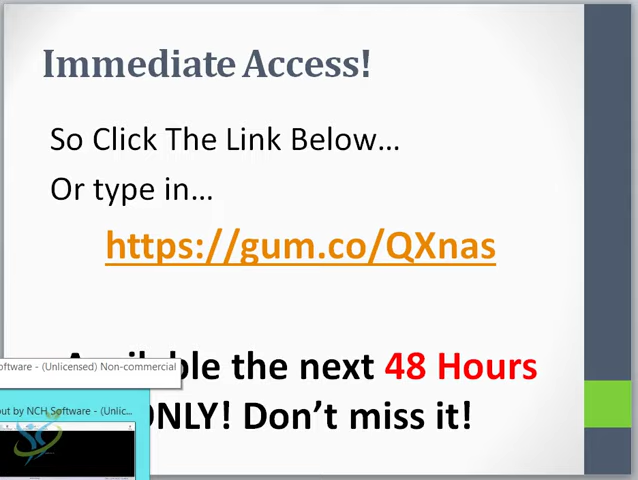 Immediate Access!
So Click The Link Below...
Or type in...
https://gum.co/QXnas
Available the next 48 Hours
oftware - (Unlicensed) Non-commercial
out by NCH Software - (Unlic...
ONLY! Don't miss it!